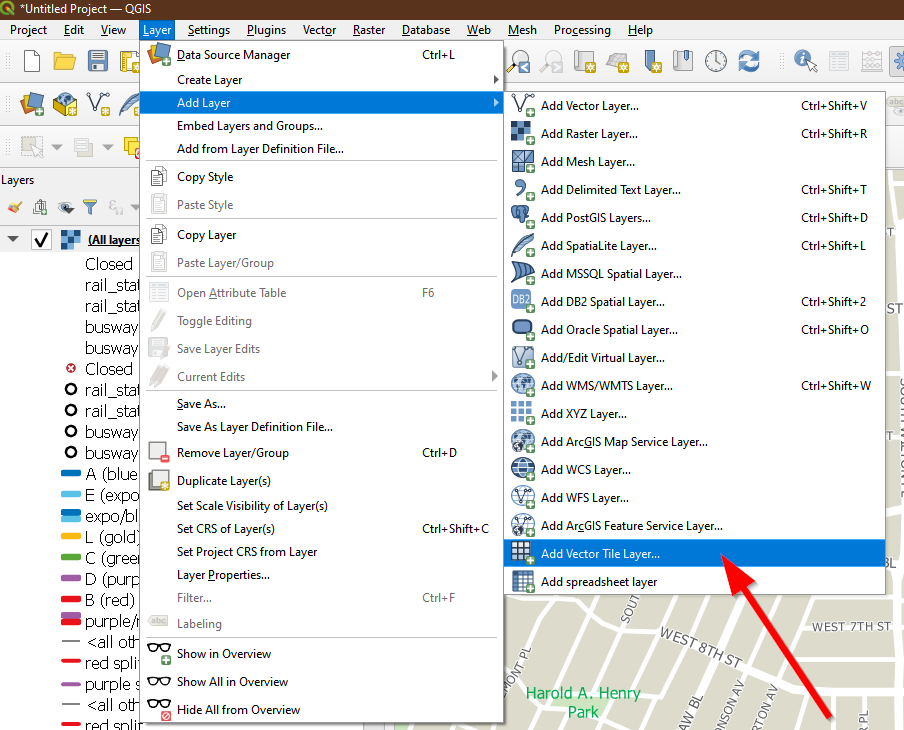 *Untitled Project — QGIS
Project Edit View Layer Settings Plugins Vector Raster Database Web Mesh Processing Help
Data Source Manager Ctrl+L
Create Layer
Add Layer
Embed Layers and Groups...
Add from Layer Definition File...
Copy Style
Paste Style
Copy Layer
Paste Layer/Group
Open Attribute Table F6
Toggle Editing
Save Layer Edits
Current Edits
Save As...
Save As Layer Definition File...
Remove Layer/Group Ctrl+D
Duplicate Layer(s)
Set Scale Visibility of Layer(s)
Set CRS of Layer(s) Ctrl+Shift+C
Set Project CRS from Layer
Layer Properties...
Filter... Ctrl+F
abc Labeling
Show in Overview
Show All in Overview
Hide All from Overview
Add Vector Layer... Ctrl+Shift+V
Add Raster Layer... Ctrl+Shift+R
Add Mesh Layer...
Add Delimited Text Layer... Ctrl+Shift+T
Add PostGIS Layers... Ctrl+Shift+D
Add SpatiaLite Layer... Ctrl+Shift+L
Add MSSQL Spatial Layer...
DB2 Add DB2 Spatial Layer... Ctrl+Shift+2
Add Oracle Spatial Layer... Ctrl+Shift+O
Add/Edit Virtual Layer...
Add WMS/WMTS Layer... Ctrl+Shift+W
Add XYZ Layer...
Add ArcGIS Map Service Layer...
Add WCS Layer...
Add WFS Layer...
Add ArcGIS Feature Service Layer...
Add Vector Tile Layer...
Add spreadsheet layer
Layers
(All layers
Closed
rail_stat
rail_stat
busway
busway
Closed
rail_stat
rail_stat
busway
busway
A (blue
E (expo
expo/bl
L (gold)
C (green
D (purp
B (red)
purple/r
<all oth
red split
purple s
<all oth
red split
abc
ST
WEST 7TH ST
WEST 8TH ST
Harold A. Henry
Park